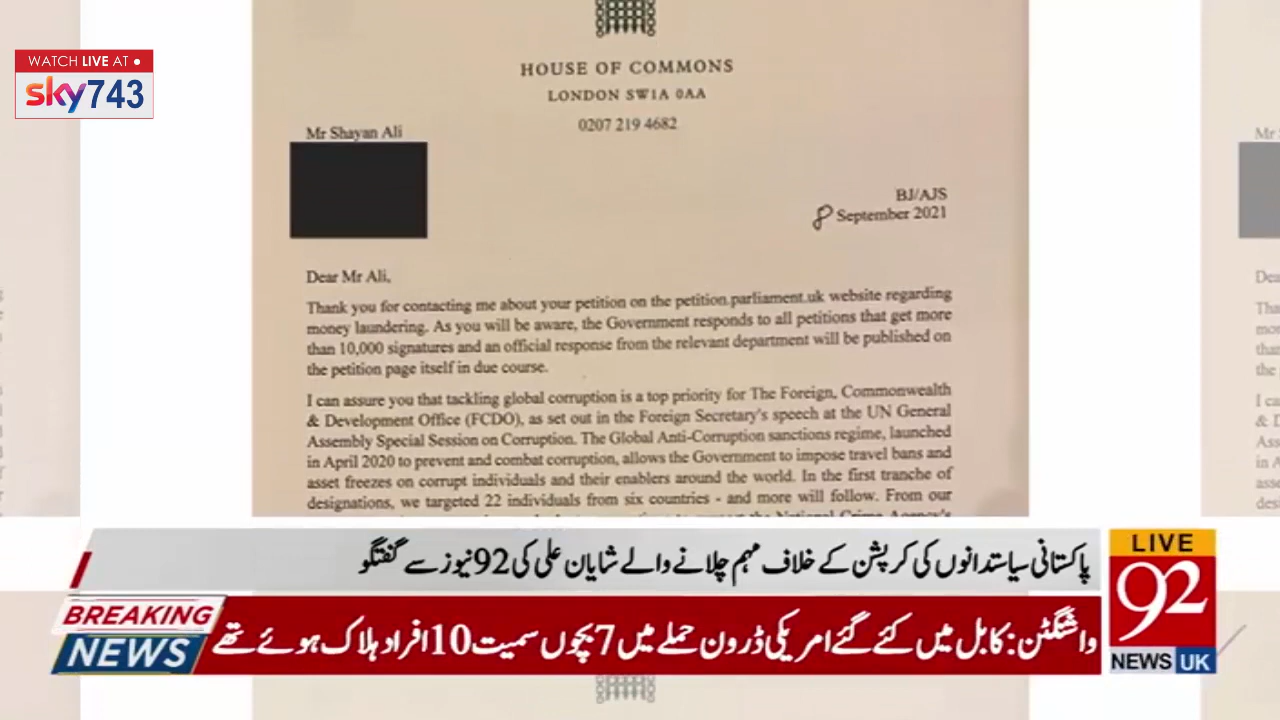 WATCH LIVE AT
sky743
HOUSE OF COMMONS
LONDON SW1A 0AA
0207 219 4682
Mr Shayan Ali
BJ/AJS
8 September 2021
Dear Mr Ali,
Thank you for contacting me about your petition on the petition.parliament.uk website regarding
money laundering. As you will be aware, the Government responds to all petitions that get more
than 10,000 signatures and an official response from the relevant department will be published on
the petition page itself in due course.
I can assure you that tackling global corruption is a top priority for The Foreign, Commonwealth
& Development Office (FCDO), as set out in the Foreign Secretary's speech at the UN General
Assembly Special Session on Corruption. The Global Anti-Corruption sanctions regime, launched
in April 2020 to prevent and combat corruption, allows the Government to impose travel bans and
asset freezes on corrupt individuals and their enablers around the world. In the first tranche of
designations, we targeted 22 individuals from six countries - and more will follow. From our
National Crime Agency's
پاکستانی سیاستدانوں کی کرپشن کے خلاف مہم چلانے والے شایان علی کی 92 نیوز سے گفتگو
BREAKING
NEWS
واشنگٹن: کابل میں کئے گئے امریکی ڈرون حملے میں 7 بچوں سمیت 10 افراد ہلاک ہوئے تھے
LIVE
92
NEWS UK